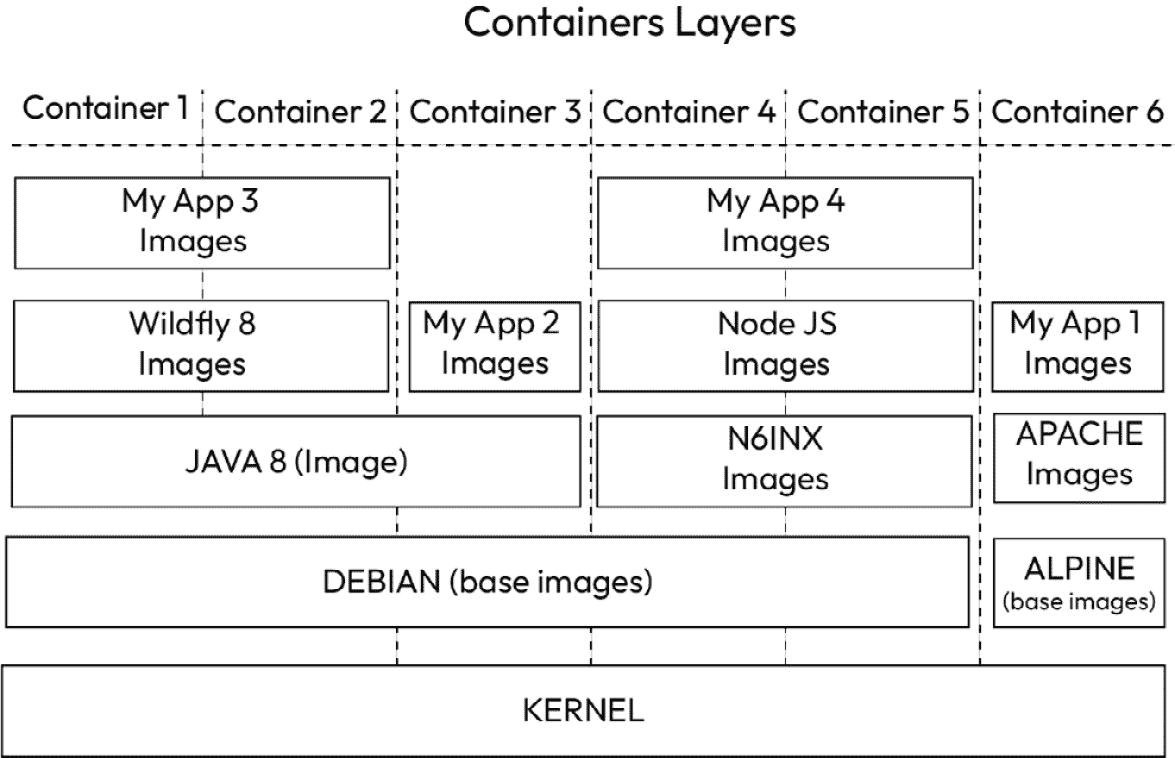 Containers Layers
Container 1 Container 2 Container 3 Container 4 Container 5 Container 6
My App 3
Images
My App 4
Images
Wildfly 8
Images
My App 2
Images
Node JS
Images
My App 1
Images
JAVA 8 (Image)
N6INX
Images
APACHE
Images
DEBIAN (base images)
ALPINE
(base images)
KERNEL